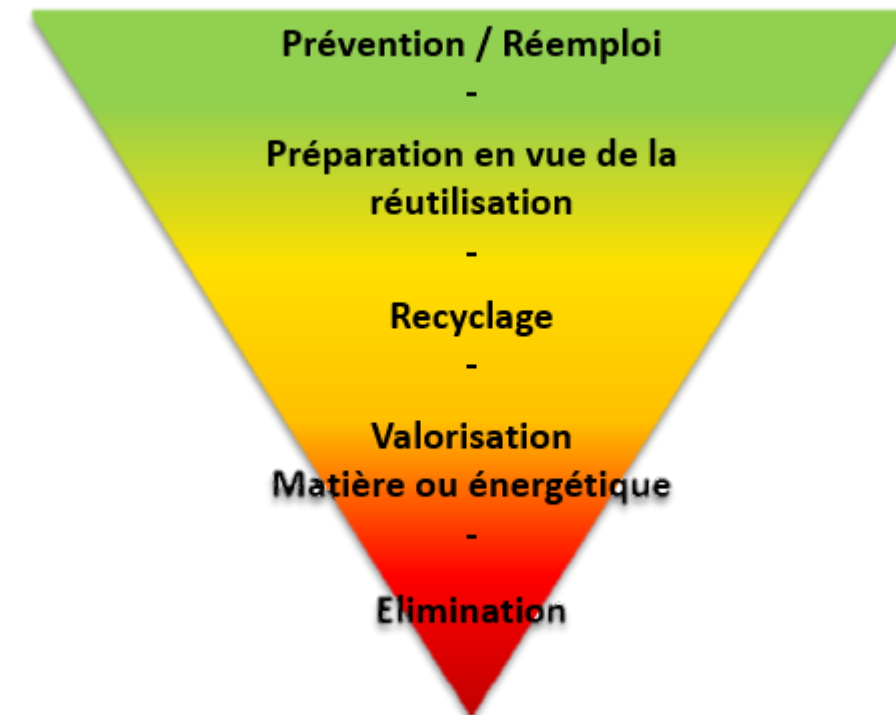 Prévention / Réemploi
-
Préparation en vue de la
réutilisation
-
Recyclage
-
Valorisation
Matière ou énergétique
-
Elimination